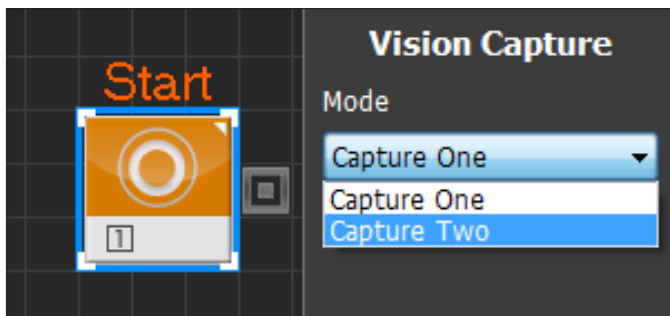 Start
1
Vision Capture
Mode
Capture One
Capture One
Capture Two